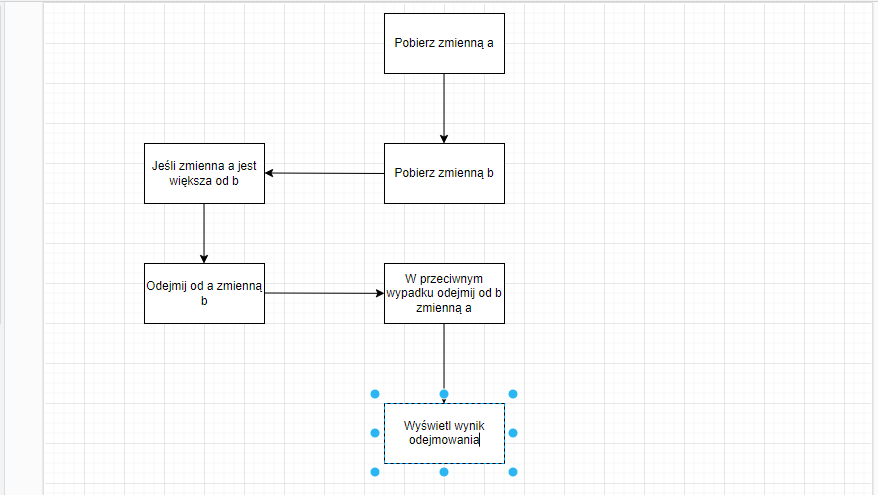 Pobierz zmienną a
Pobierz zmienną b
Jeśli zmienna a jest
większa od b
Odejmij od a zmienną
b
W przeciwnym
wypadku odejmij od b
zmienną a
Wyświetl wynik
odejmowania